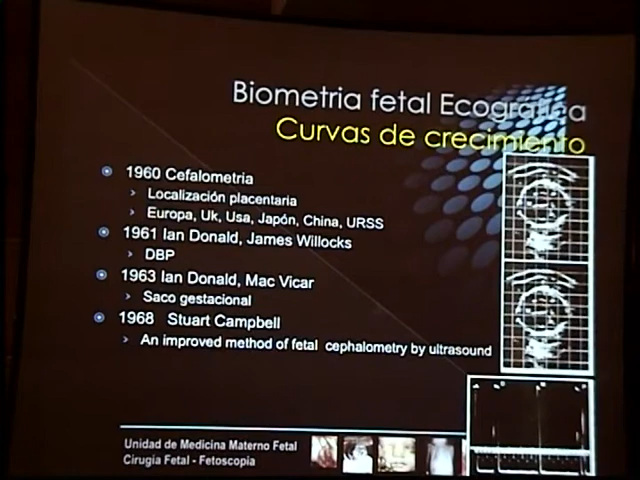 Biometria fetal Ecografica
Curvas de crecimiento
1960 Cefalometria
Localización placentaria
Europa, Uk, Usa, Japón, China, URSS
1961 Ian Donald, James Willocks
DBP
1963 Ian Donald, Mac Vicar
Saco gestacional
1968 Stuart Campbell
An improved method of fetal cephalometry by ultrasound
Unidad de Medicina Materno Fetal
Cirugía Fetal - Fetoscopia